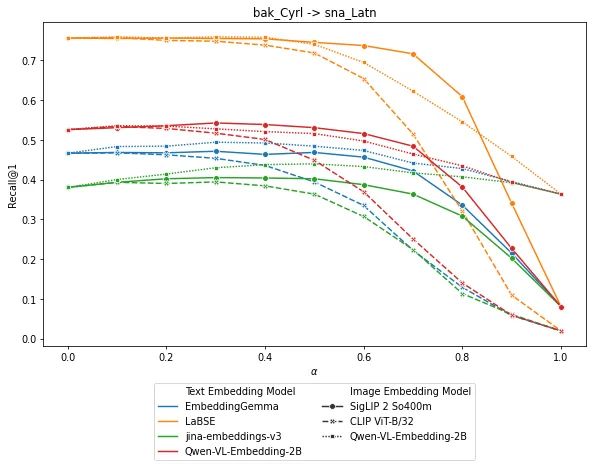 bak_Cyrl -> sna_Latn
Recall@1
0.7
0.6
0.5
0.4
0.3
0.2
0.1
0.0
0.0 0.2 0.4 0.6 0.8 1.0
α
Text Embedding Model
EmbeddingGemma
LaBSE
jina-embeddings-v3
Qwen-VL-Embedding-2B
Image Embedding Model
SigLIP 2 So400m
CLIP ViT-B/32
Qwen-VL-Embedding-2B